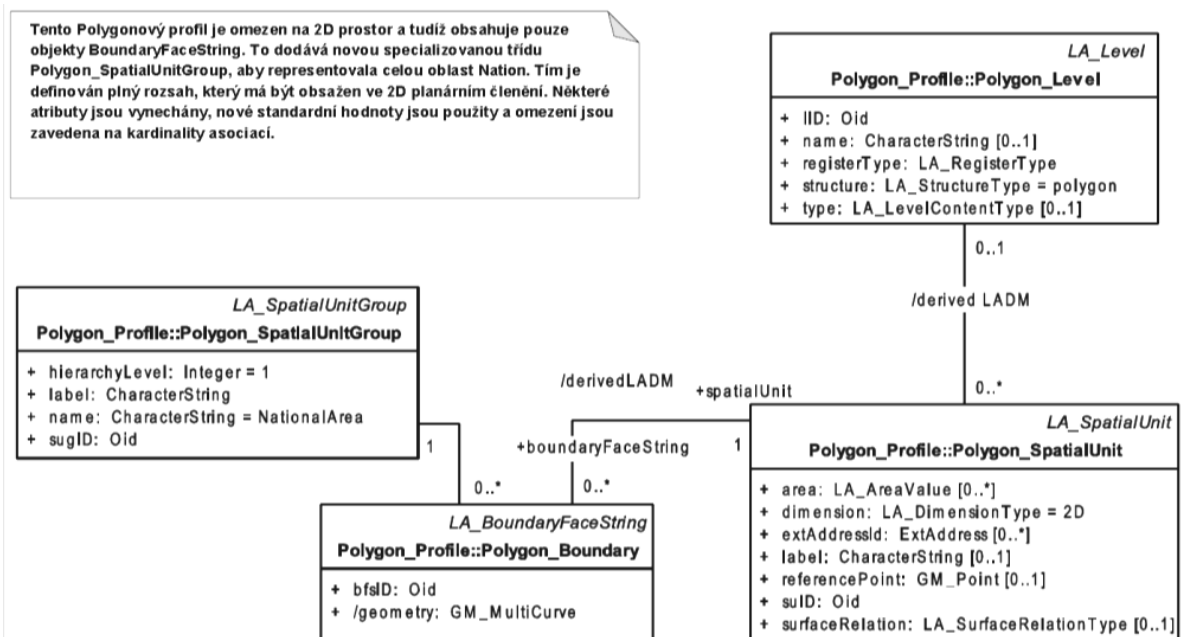 Tento Polygonový profil je omezen na 2D prostor a tudíž obsahuje pouze
objekty BoundaryFaceString. To dodává novou specializovanou třídu
Polygon_SpatialUnitGroup, aby representovala celou oblast Nation. Tím je
definován plný rozsah, který má být obsažen ve 2D planárním členění. Některé
atributy jsou vynechány, nové standardní hodnoty jsou použity a omezení jsou
zavedena na kardinality asociací.
LA_Level
Polygon_Profile::Polygon_Level
+ lID: Oid
+ name: CharacterString [0..1]
+ registerType: LA_RegisterType
+ structure: LA_StructureType = polygon
+ type: LA_LevelContentType [0..1]
0..1
/derived LADM
0..*
LA_SpatialUnitGroup
Polygon_Profile::Polygon_SpatialUnitGroup
+ hierarchyLevel: Integer = 1
+ label: CharacterString
+ name: CharacterString = NationalArea
+ sugID: Oid
1
0..*
/derivedLADM
+spatialUnit
+boundaryFaceString
1
0..*
LA_BoundaryFaceString
Polygon_Profile::Polygon_Boundary
+ bfsID: Oid
+ /geometry: GM_MultiCurve
LA_SpatialUnit
Polygon_Profile::Polygon_SpatialUnit
+ area: LA_AreaValue [0..*]
+ dimension: LA_DimensionType = 2D
+ extAddressId: ExtAddress [0..*]
+ label: CharacterString [0..1]
+ referencePoint: GM_Point [0..1]
+ suID: Oid
+ surfaceRelation: LA_SurfaceRelationType [0..1]